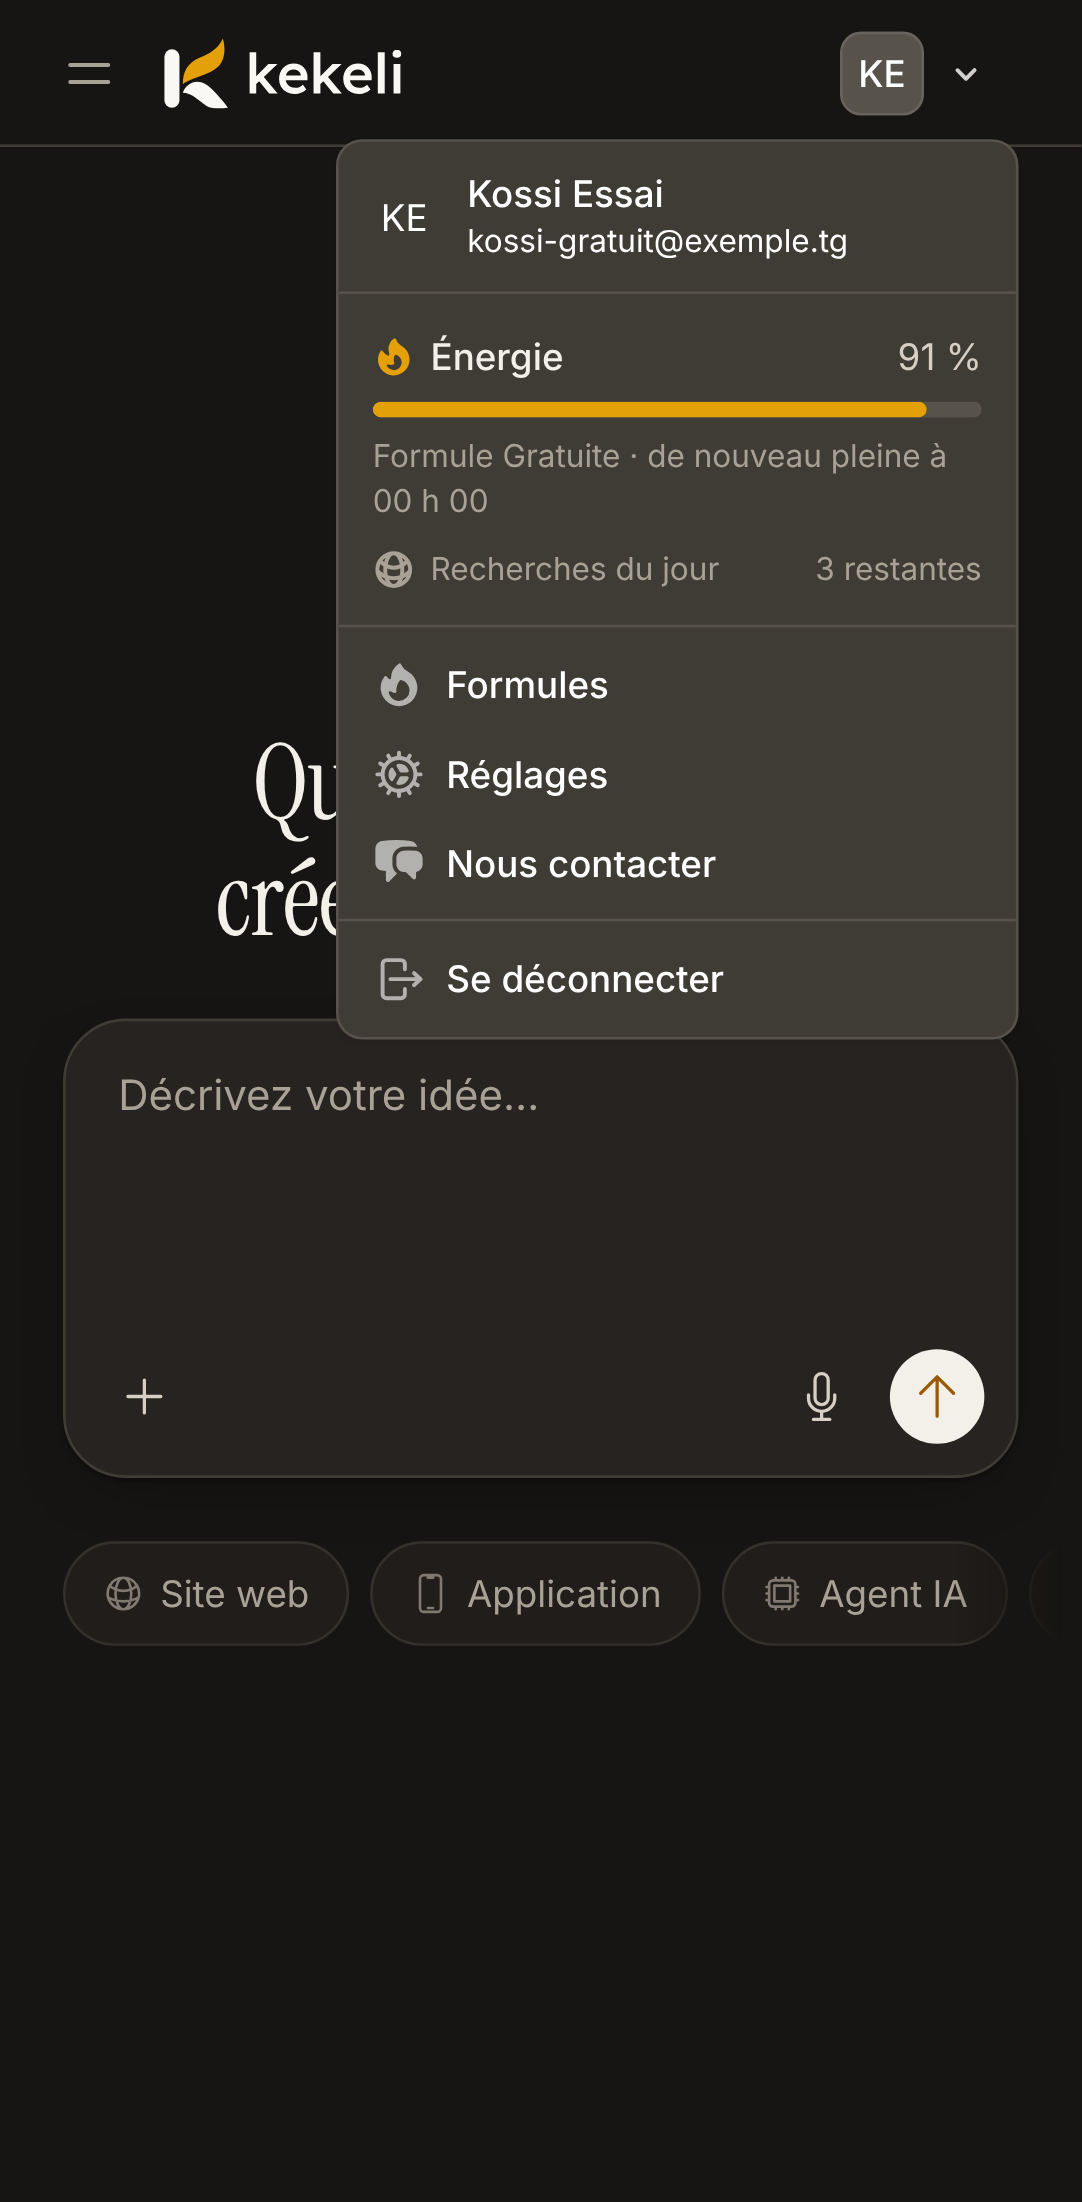 kekeli
KE
KE
Kossi Essai
kossi-gratuit@exemple.tg
Énergie
91 %
Formule Gratuite · de nouveau pleine à
00 h 00
Recherches du jour
3 restantes
Formules
Réglages
Nous contacter
Se déconnecter
Décrivez votre idée...
Site web
Application
Agent IA